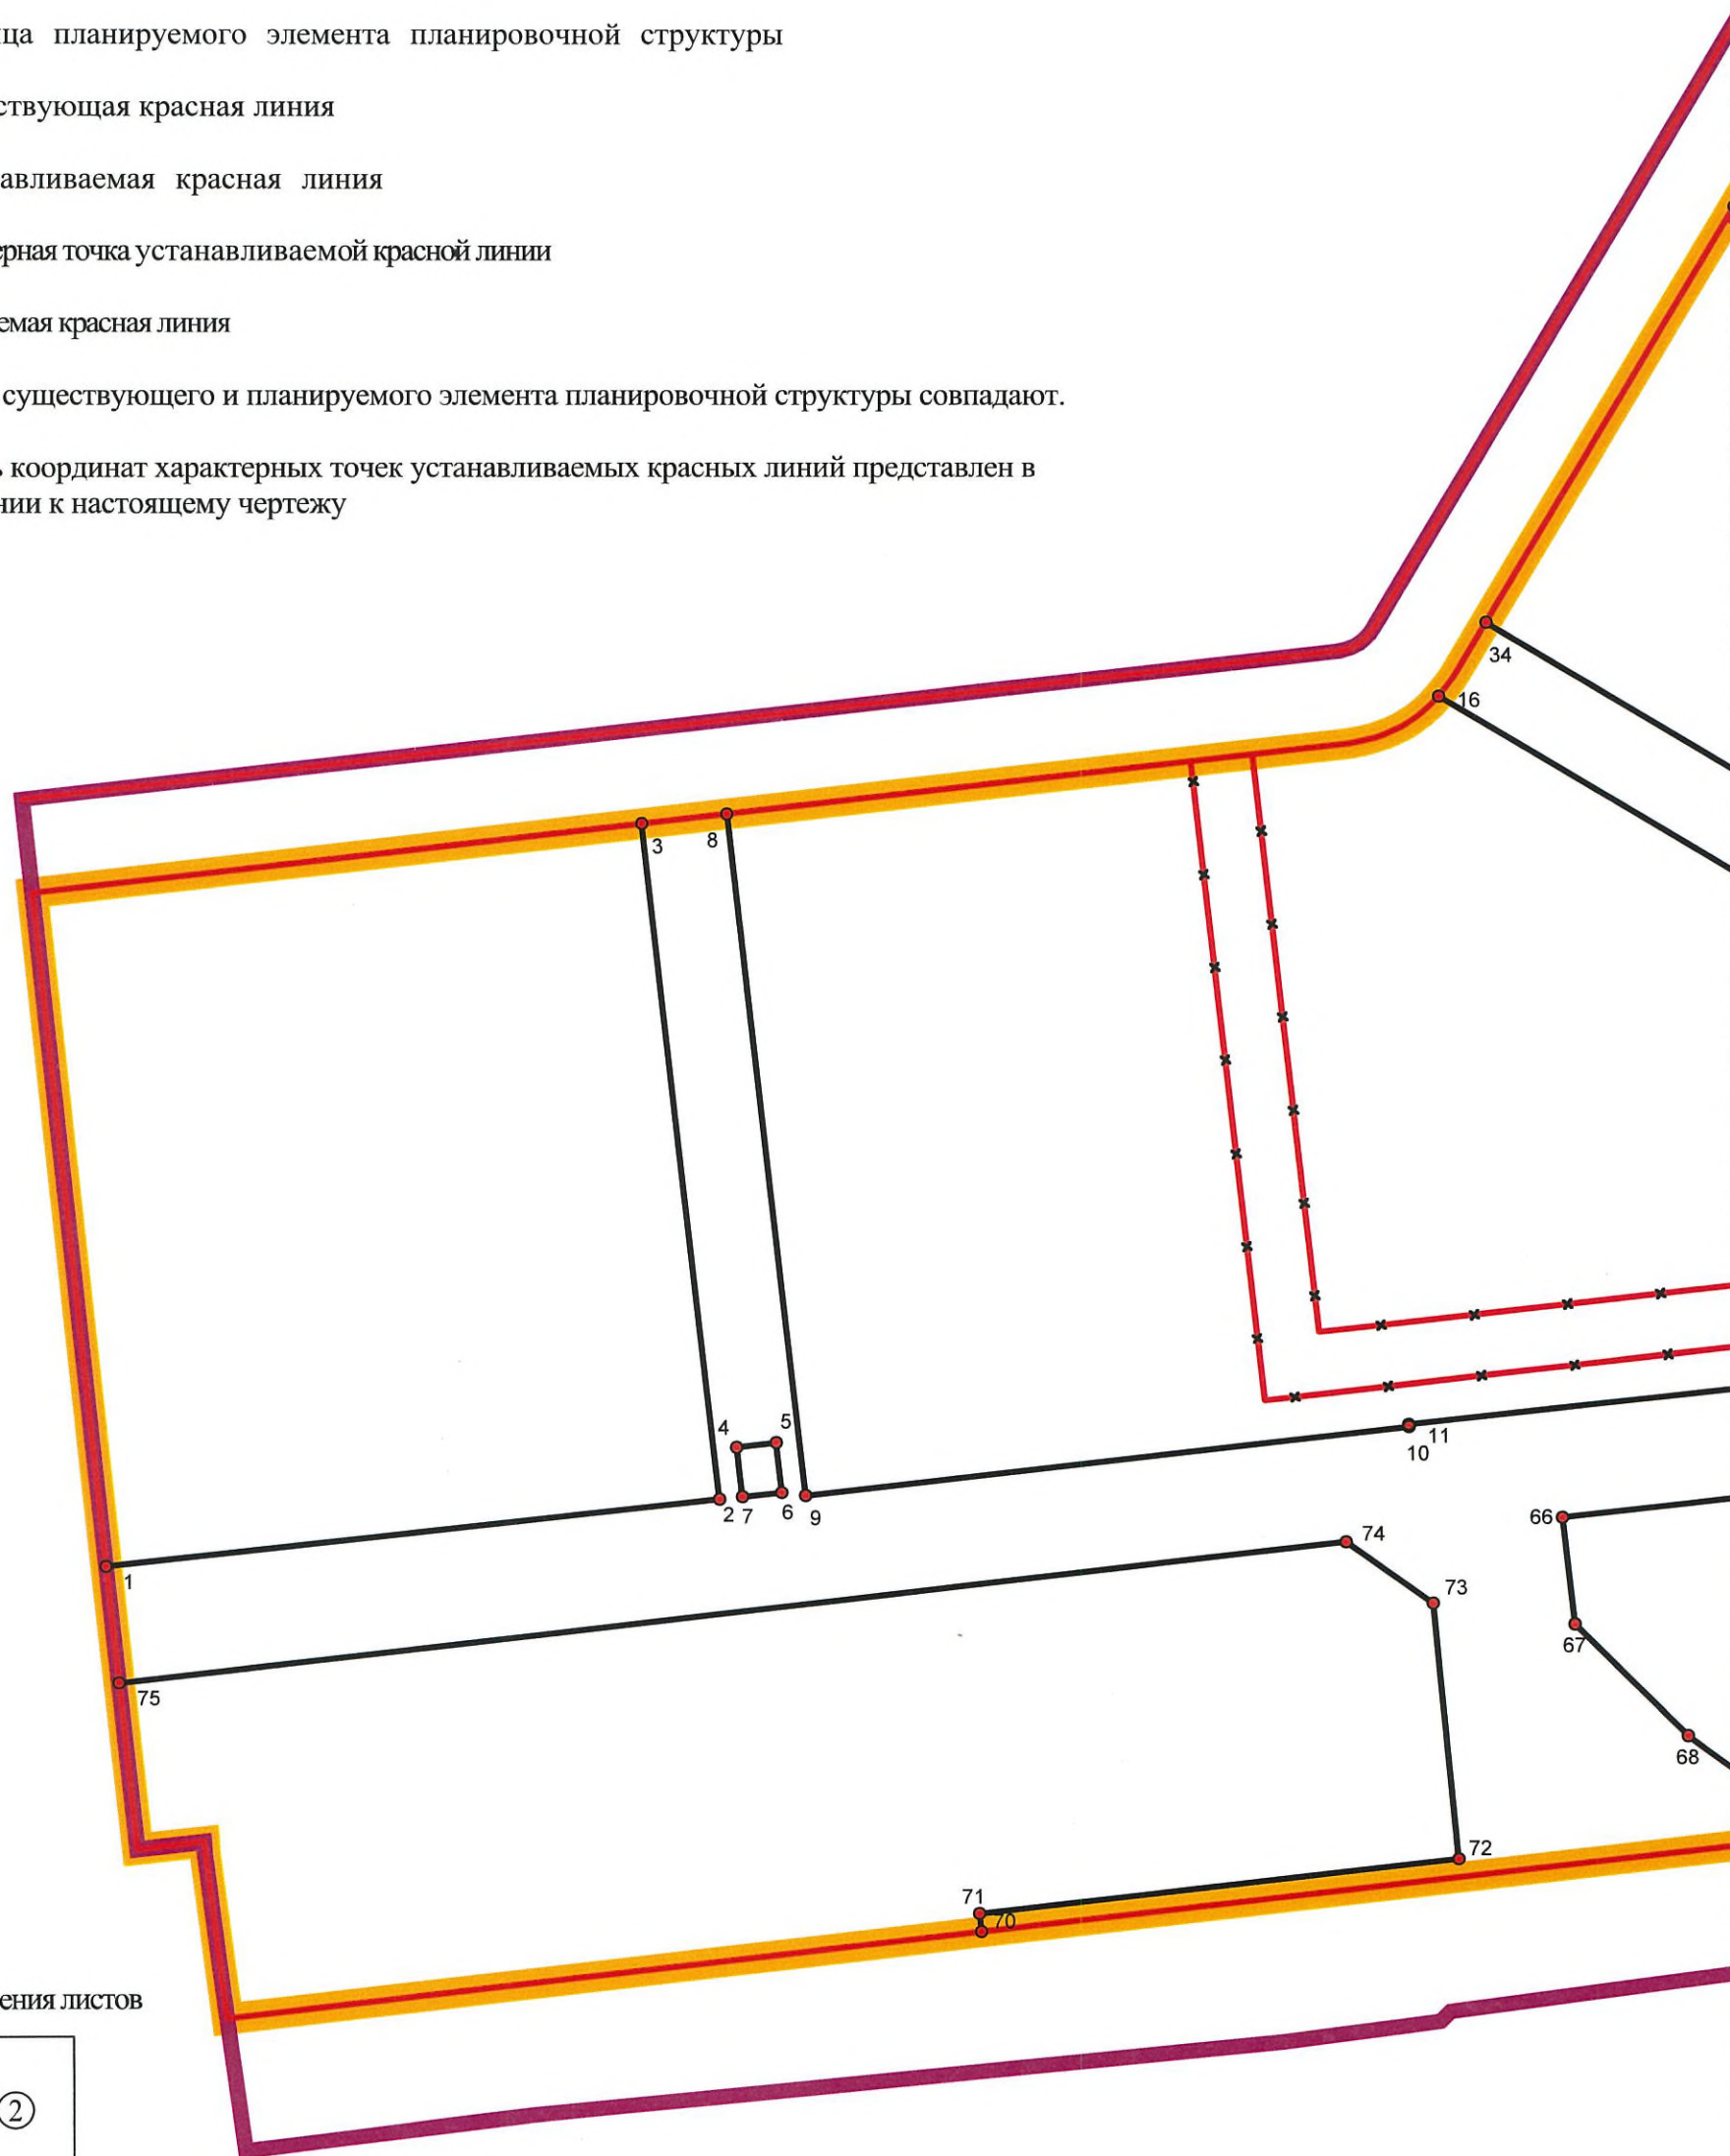 ца планируемого элемента планировочной структуры
ствующая красная линия
авливаемая красная линия
ерная точка устанавливаемой красной линии
емая красная линия
существующего и планируемого элемента планировочной структуры совпадают.
ь координат характерных точек устанавливаемых красных линий представлен в
нии к настоящему чертежу
34
16
3
8
4
5
2
7
6
9
11
10
1
66
74
73
67
75
68
72
71
70
ения листов
2